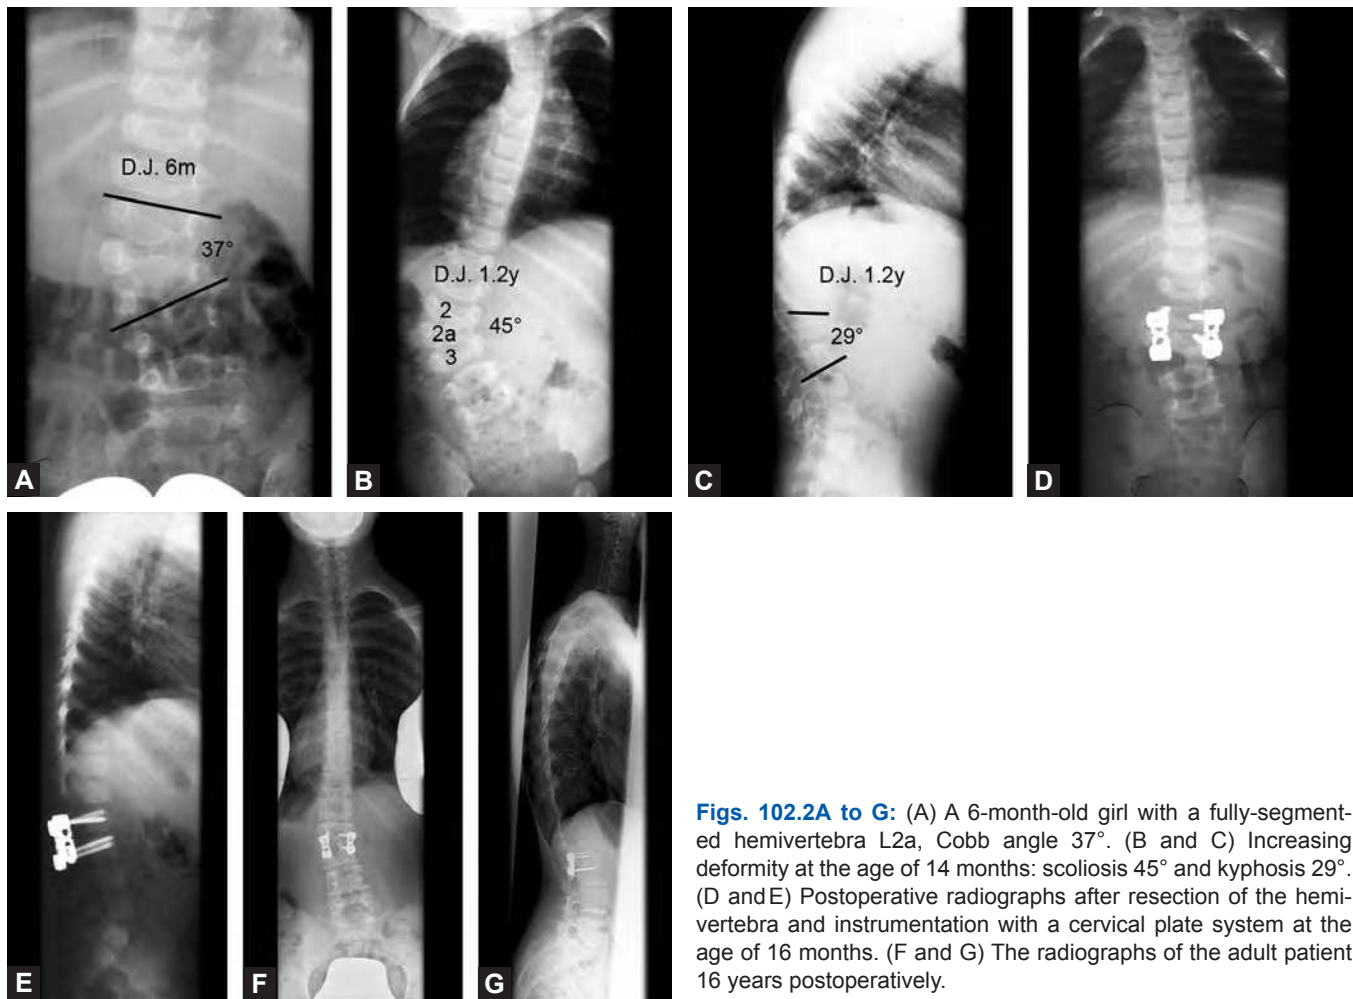 D.J. 6m
37°
A
D.J. 1.2y
2
2a
45°
3
B
D.J. 1.2y
29°
C
D
E
F
G
Figs. 102.2A to G: (A) A 6-month-old girl with a fully-segment-
ed hemivertebra L2a, Cobb angle 37°. (B and C) Increasing
deformity at the age of 14 months: scoliosis 45° and kyphosis 29°.
(D and E) Postoperative radiographs after resection of the hemi-
vertebra and instrumentation with a cervical plate system at the
age of 16 months. (F and G) The radiographs of the adult patient
16 years postoperatively.